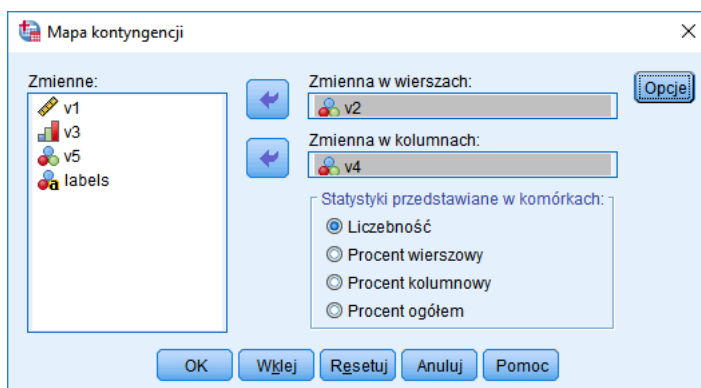 Mapa kontyngencji
Zmienne:
v1
v3
v5
labels
Zmienna w wierszach:
v2
Zmienna w kolumnach:
v4
Statystyki przedstawiane w komórkach:
Liczebność
Procent wierszowy
Procent kolumnowy
Procent ogółem
Opcje
OK
Wklej
Resetuj
Anuluj
Pomoc